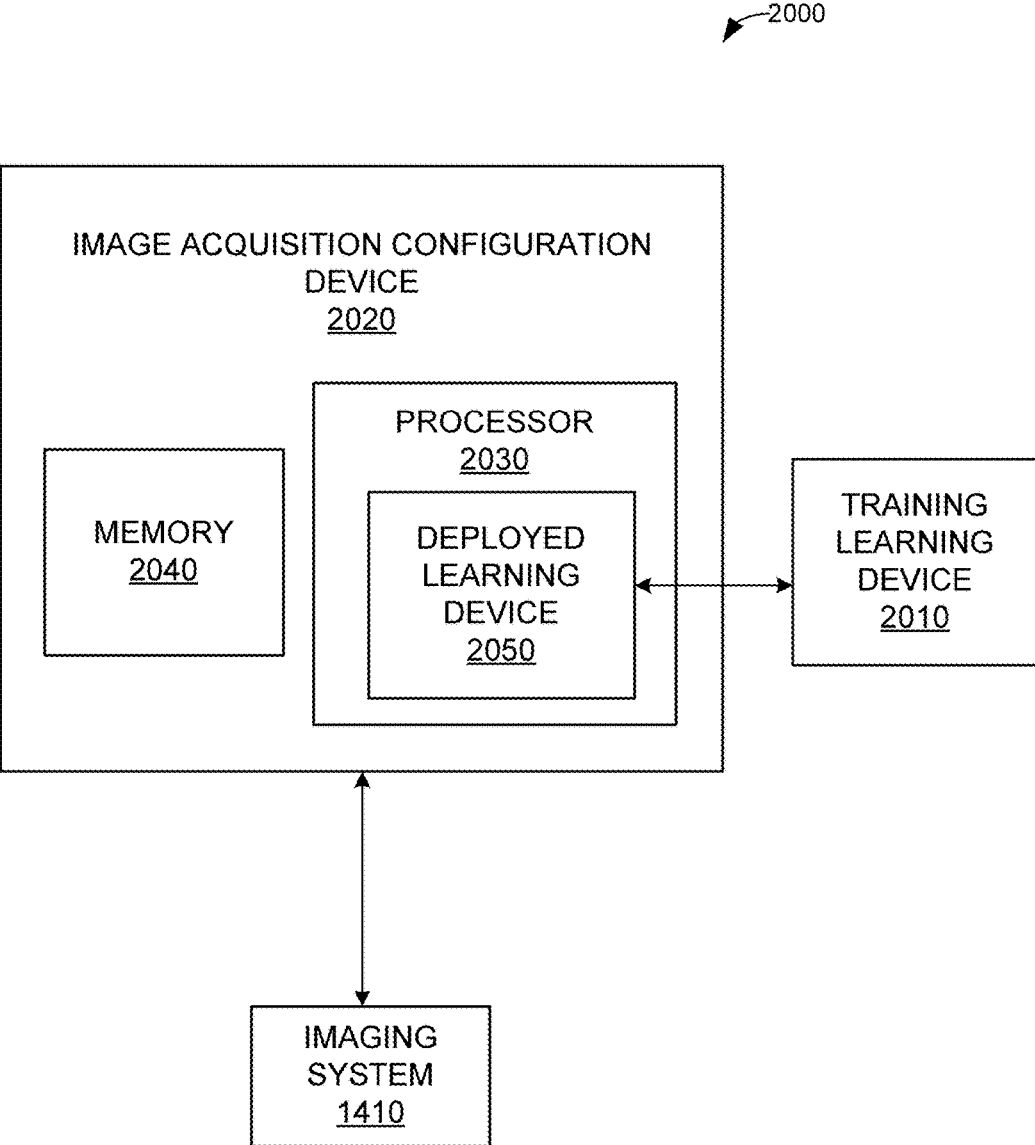 2000
IMAGE ACQUISITION CONFIGURATION
DEVICE
2020
PROCESSOR
2030
MEMORY
2040
DEPLOYED
LEARNING
DEVICE
2050
TRAINING
LEARNING
DEVICE
2010
IMAGING
SYSTEM
1410